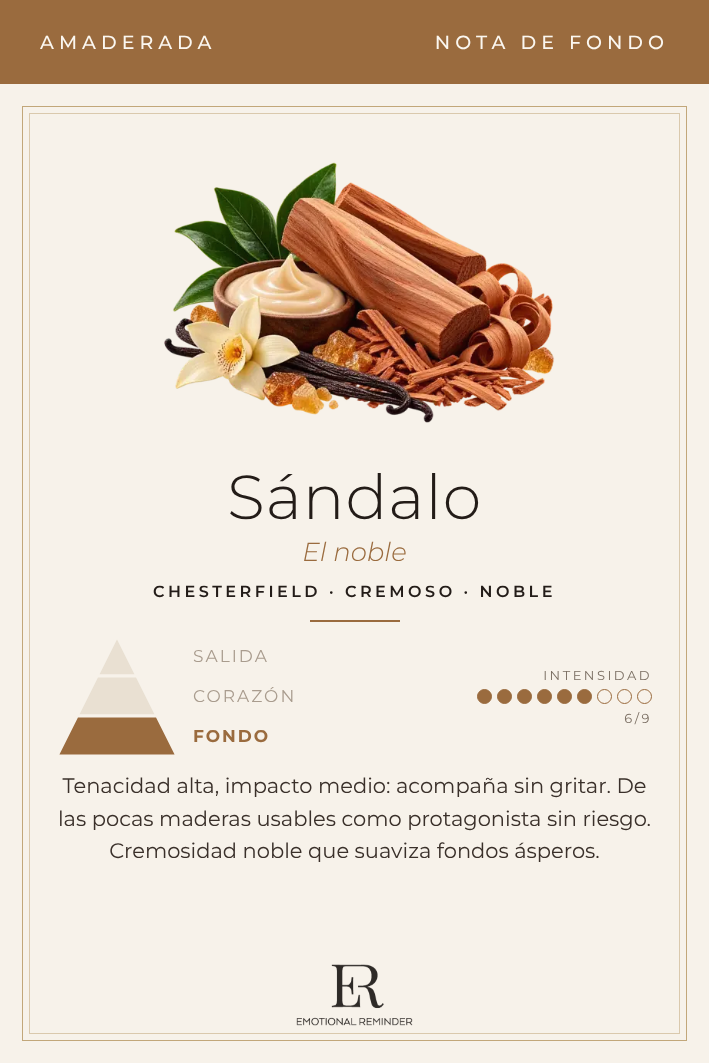 AMADERADA
NOTA DE FONDO
Sándalo
El noble
CHESTERFIELD · CREMOSO · NOBLE
SALIDA
CORAZÓN
FONDO
INTENSIDAD
6/9
Tenacidad alta, impacto medio: acompaña sin gritar. De
las pocas maderas usables como protagonista sin riesgo.
Cremosidad noble que suaviza fondos ásperos.
ER
EMOTIONAL REMINDER